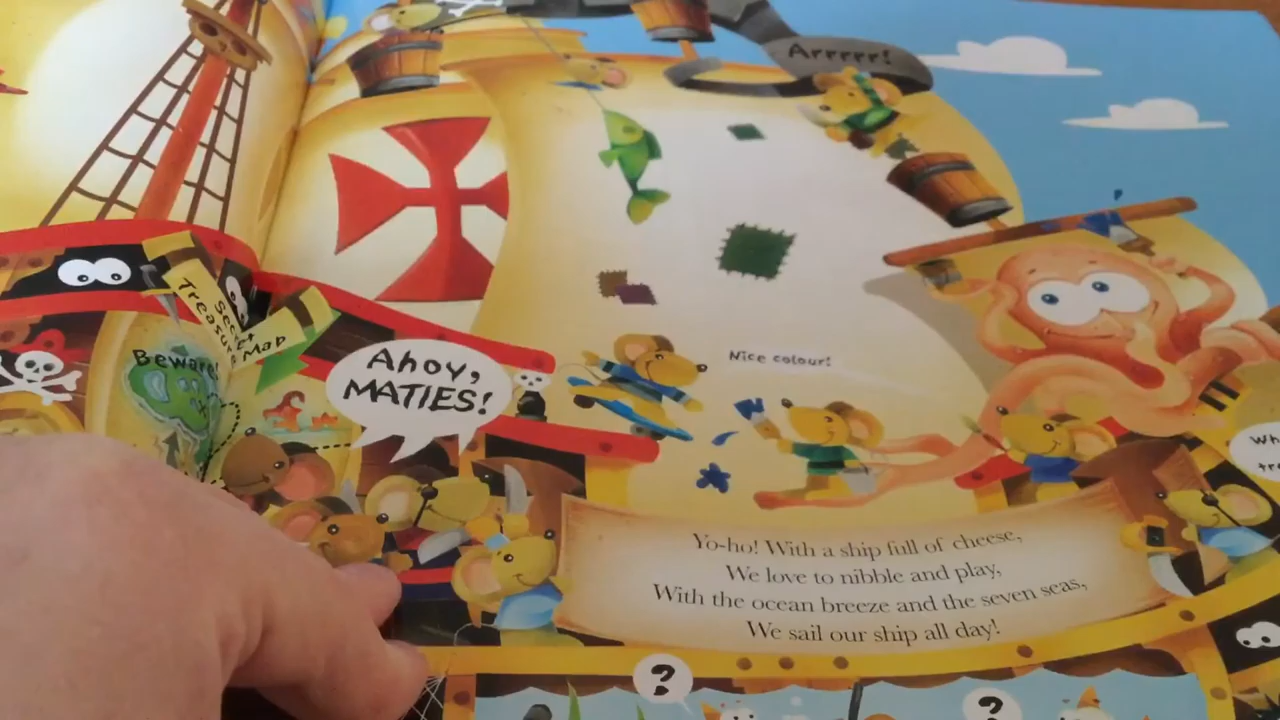 Arrrrr!
Secret
Treasure Map
Beware!
Ahoy,
MATIES!
Nice colour!
Yo-ho! With a ship full of cheese,
We love to nibble and play,
With the ocean breeze and the seven seas,
We sail our ship all day!
?
?